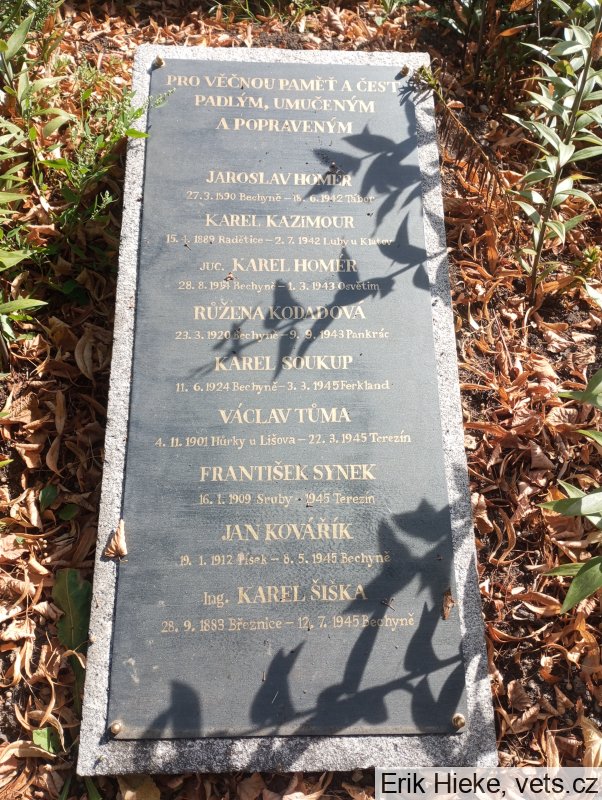 PRO VĚČNOU PAMĚŤ A ČEST
PADLÝM, UMUČENÝM
A POPRAVENÝM
JAROSLAV HOMER
27. 3. 1890 Bechyně – 18. 6. 1942 Tábor
KAREL KAZÍMOUR
15. 1. 1889 Radětice – 2. 7. 1942 Luby u Klatov
JUC. KAREL HOMER
28. 8. 1914 Bechyně – 1. 3. 1943 Osvětim
RŮŽENA KODADOVA
23. 3. 1920 Bechyně – 9. 9. 1943 Pankrác
KAREL SOUKUP
11. 6. 1924 Bechyně – 3. 3. 1945 Ferkland
VÁCLAV TŮMA
4. 11. 1901 Hůrky u Lišova – 22. 3. 1945 Terezín
FRANTIŠEK SYNEK
16. 1. 1909 Sruby – 1945 Terezín
JAN KOVÁŘÍK
19. 1. 1912 Písek – 8. 5. 1945 Bechyně
Ing. KAREL ŠIŠKA
28. 9. 1883 Březnice – 12. 7. 1945 Bechyně
Erik Hieke, vets.cz